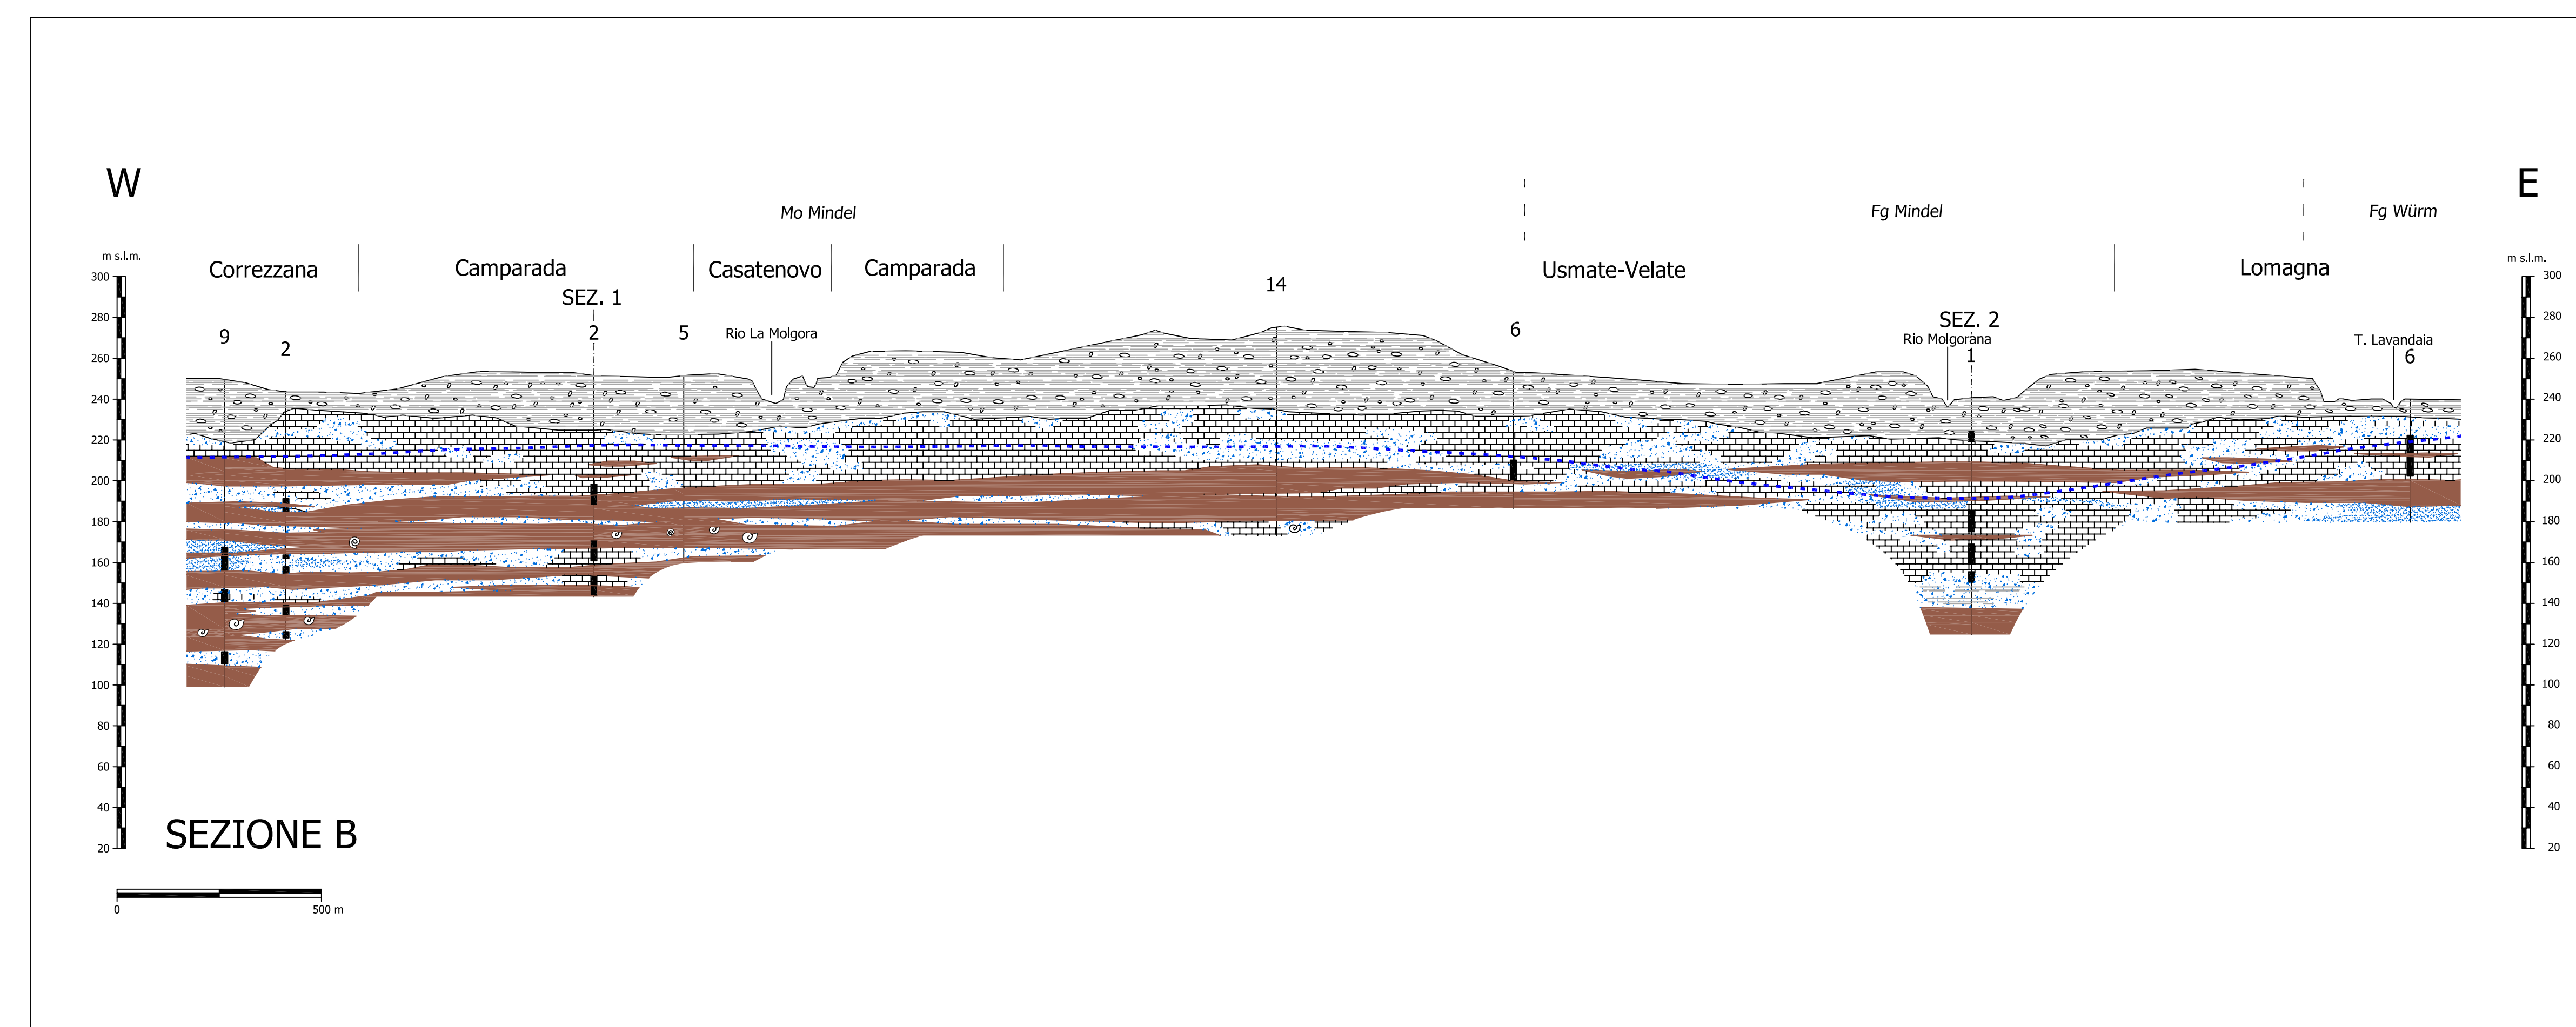 W
E
Mo Mindel
Fg Mindel
Fg Würm
m s.l.m.
m s.l.m.
Correzzana
Camparada
Casatenovo
Camparada
Usmate-Velate
Lomagna
SEZ. 1
14
9
2
2
5
Rio La Molgora
6
SEZ. 2
Rio Molgorana
1
T. Lavandaia
6
300
280
260
240
220
200
180
160
140
120
100
80
60
40
20
300
280
260
240
220
200
180
160
140
120
100
80
60
40
20
SEZIONE B
0
500 m